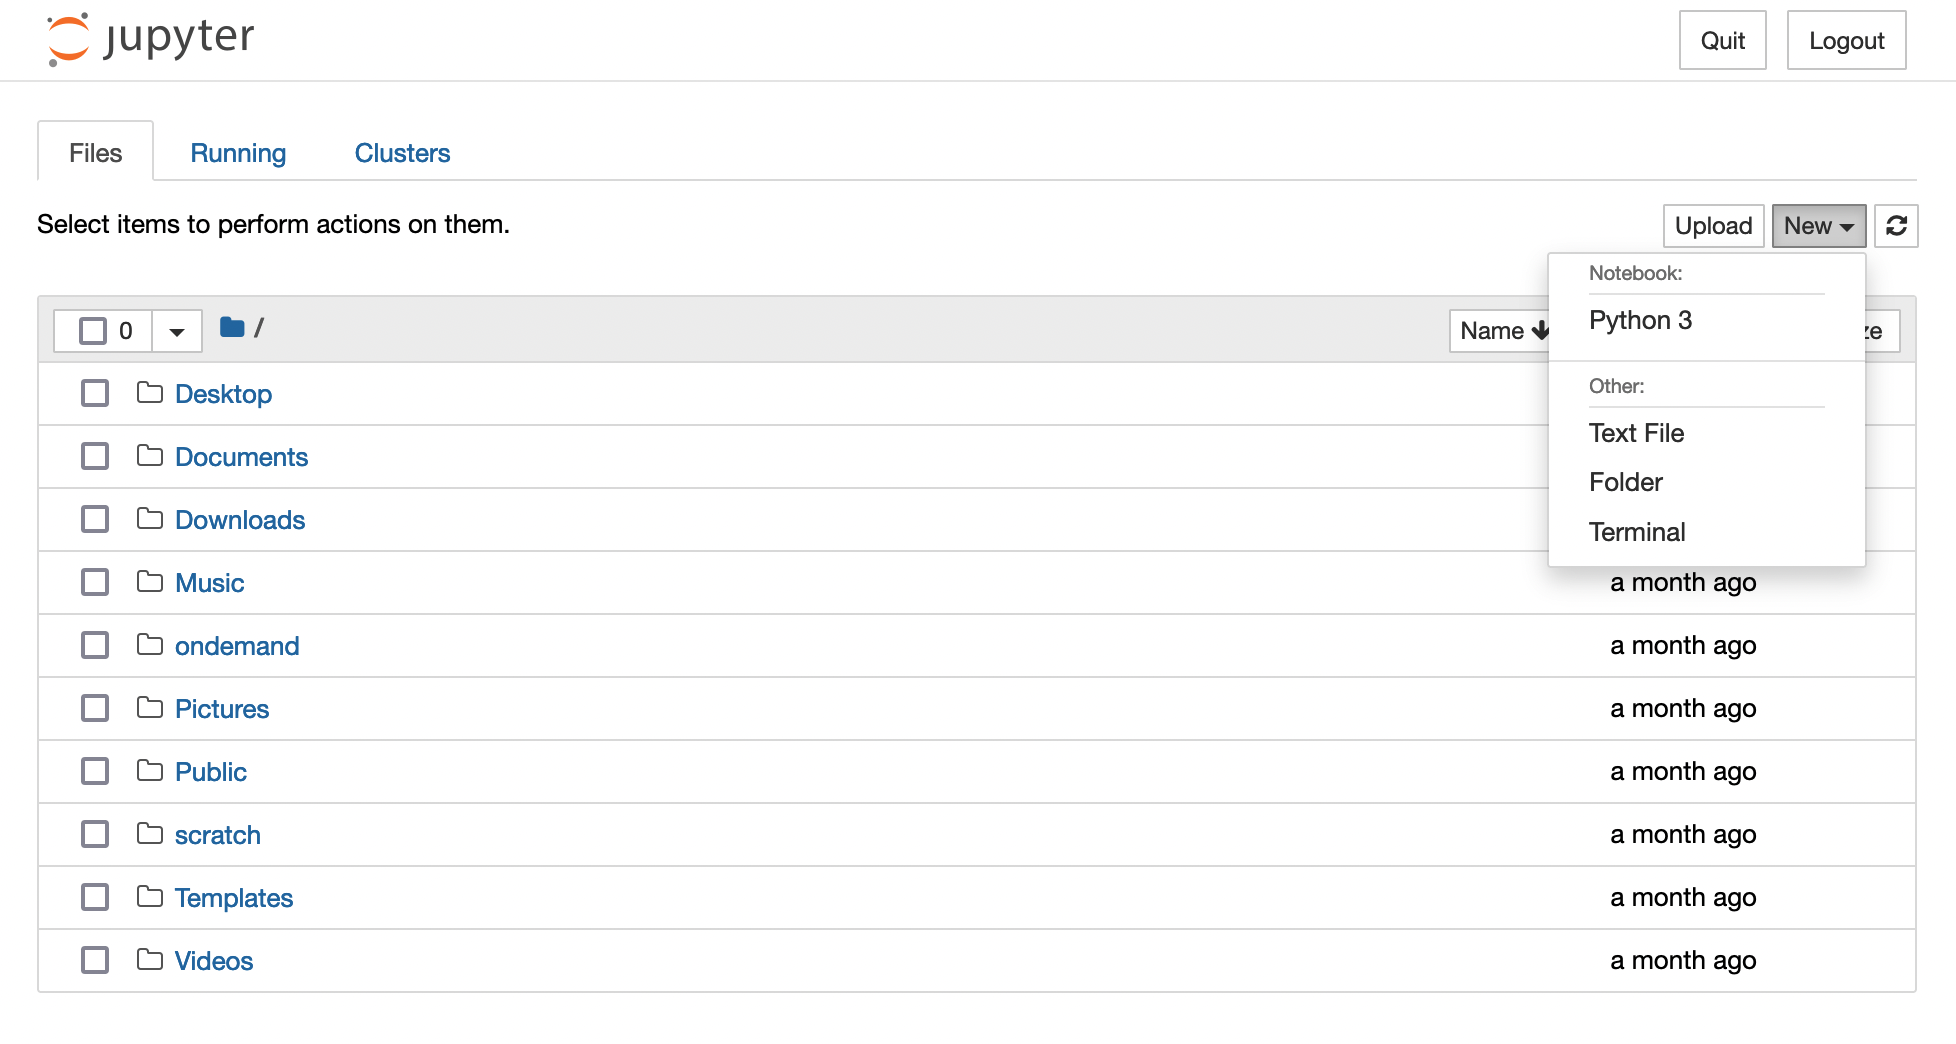 jupyter
Quit
Logout
Files
Running
Clusters
Select items to perform actions on them.
Upload
New
Notebook:
Python 3
Other:
Text File
Folder
Terminal
0
/
Name
ze
Desktop
Documents
Downloads
Music a month ago
ondemand a month ago
Pictures a month ago
Public a month ago
scratch a month ago
Templates a month ago
Videos a month ago